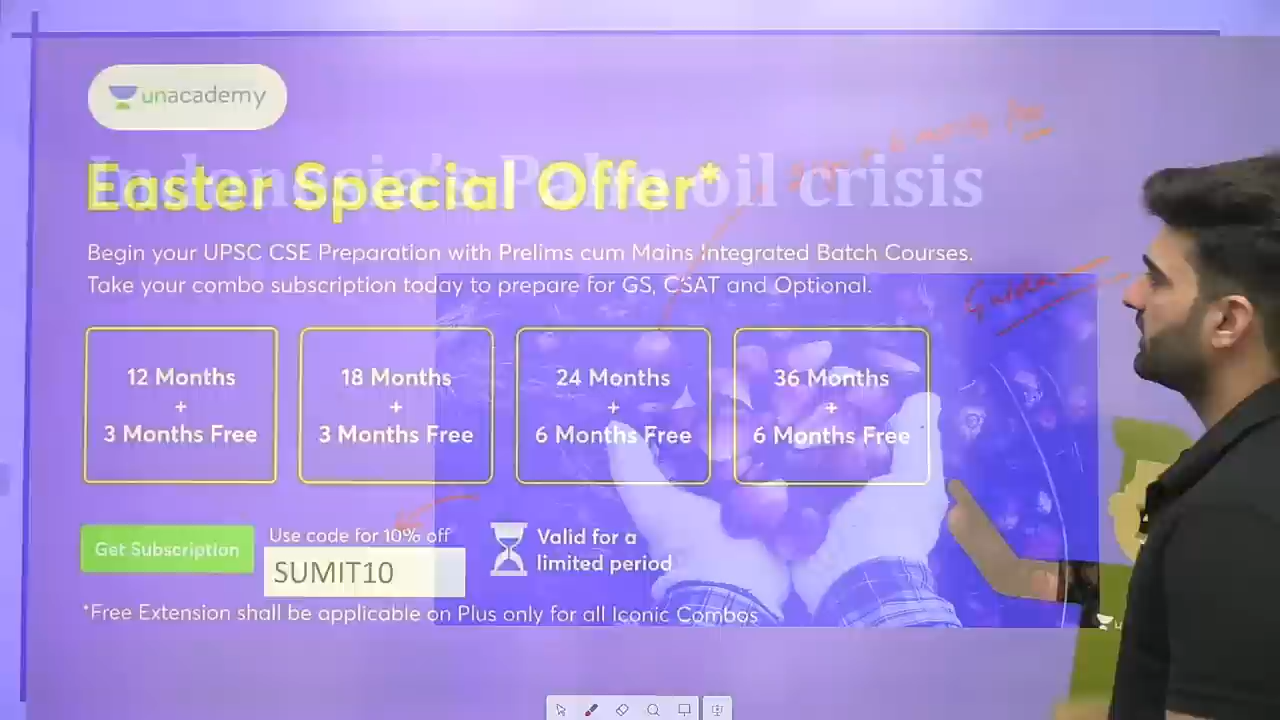 unacademy
Indonesia's Palm oil crisis
Easter Special Offer*
Begin your UPSC CSE Preparation with Prelims cum Mains Integrated Batch Courses.
Take your combo subscription today to prepare for GS, CSAT and Optional.
12 Months
+
3 Months Free
18 Months
+
3 Months Free
24 Months
+
6 Months Free
36 Months
+
6 Months Free
Get Subscription
Use code for 10% off
SUMIT10
Valid for a
limited period
*Free Extension shall be applicable on Plus only for all Iconic Combos